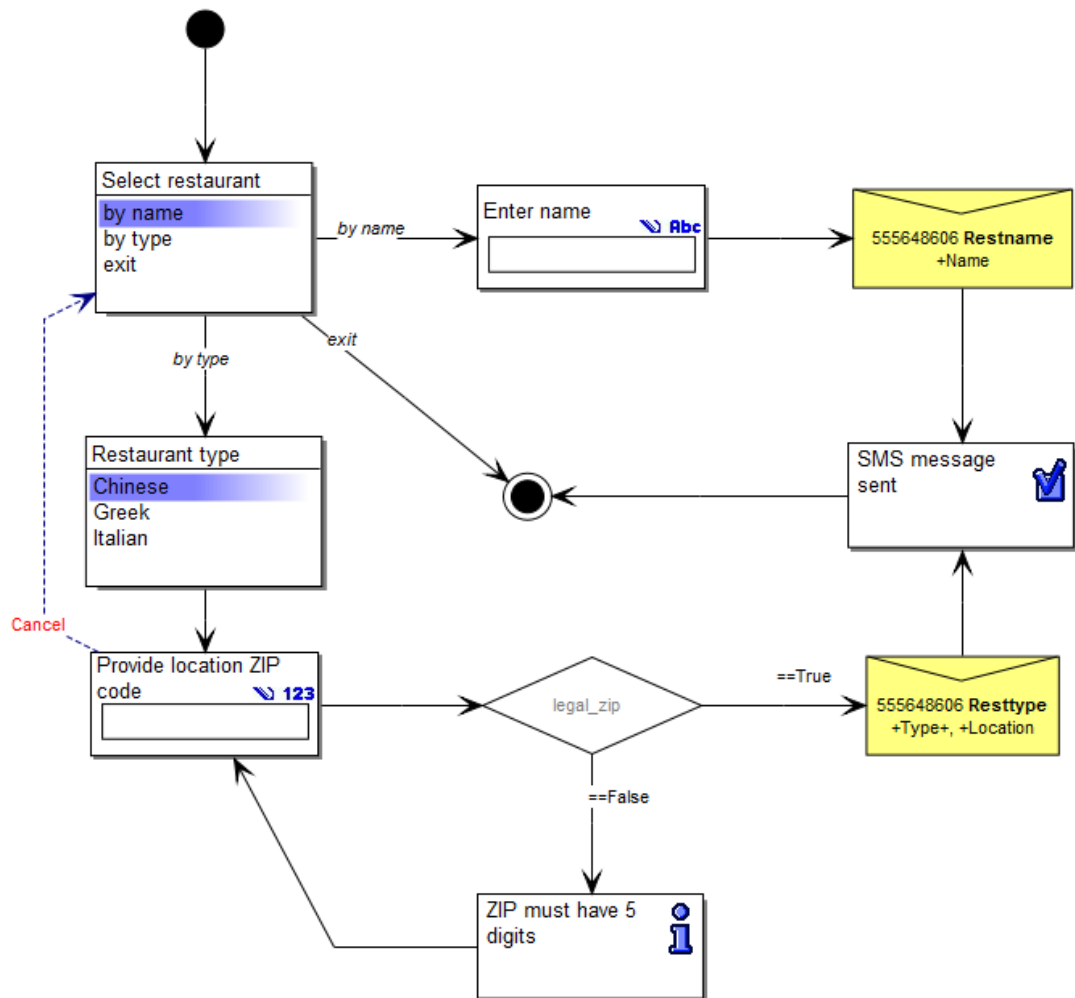 Select restaurant
by name
by type
exit
by name
Enter name
Abc
555648606 Restname
+Name
exit
by type
Restaurant type
Chinese
Greek
Italian
SMS message
sent
Cancel
Provide location ZIP
code
123
legal_zip
==True
555648606 Resttype
+Type+, +Location
==False
ZIP must have 5
digits